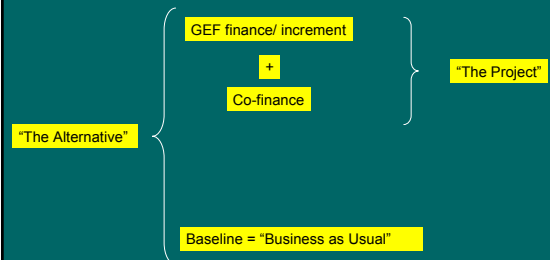 GEF finance/ increment
+
“The Project”
Co-finance
“The Alternative”
Baseline = “Business as Usual”